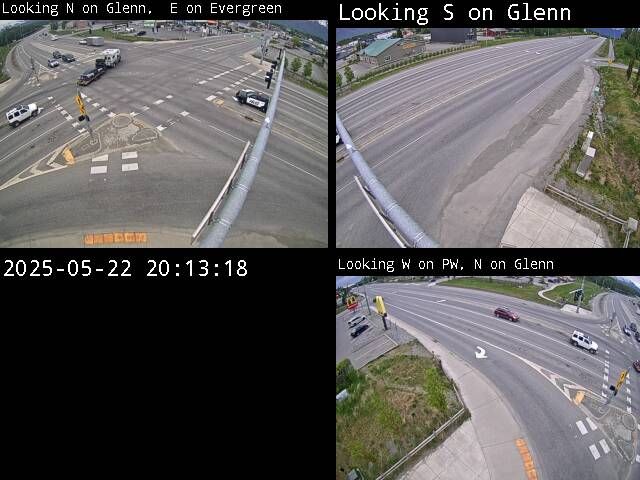 Looking N on Glenn,  E on Evergreen
Looking S on Glenn
2025-05-22 20:13:18
Looking W on PW, N on Glenn